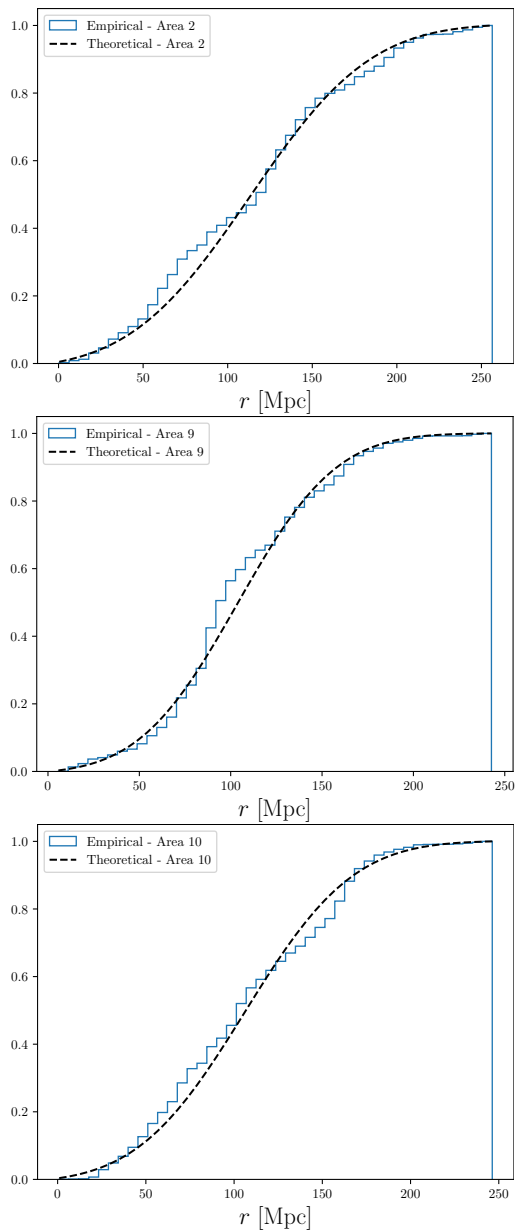 Empirical - Area 2
Theoretical - Area 2
1.0
0.8
0.6
0.4
0.2
0.0
0 50 100 150 200 250
r [Mpc]
Empirical - Area 9
Theoretical - Area 9
1.0
0.8
0.6
0.4
0.2
0.0
0 50 100 150 200 250
r [Mpc]
Empirical - Area 10
Theoretical - Area 10
1.0
0.8
0.6
0.4
0.2
0.0
0 50 100 150 200 250
r [Mpc]